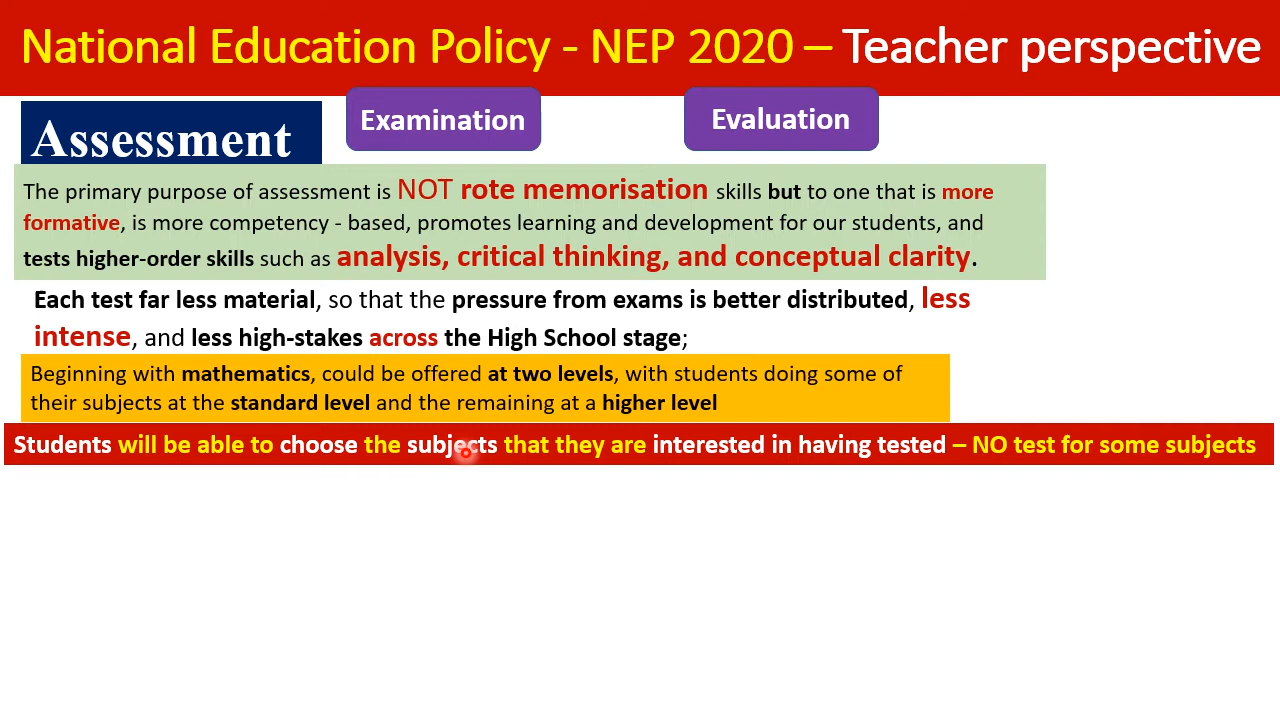 National Education Policy - NEP 2020 – Teacher perspective
Assessment
Examination
Evaluation
The primary purpose of assessment is NOT rote memorisation skills but to one that is more
formative, is more competency - based, promotes learning and development for our students, and
tests higher-order skills such as analysis, critical thinking, and conceptual clarity.
Each test far less material, so that the pressure from exams is better distributed, less
intense, and less high-stakes across the High School stage;
Beginning with mathematics, could be offered at two levels, with students doing some of
their subjects at the standard level and the remaining at a higher level
Students will be able to choose the subjects that they are interested in having tested – NO test for some subjects